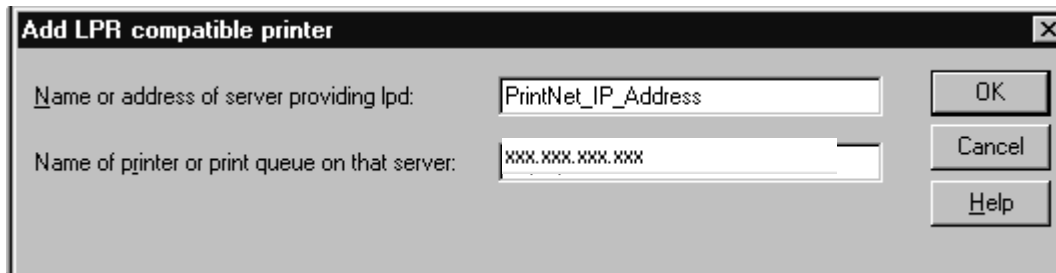 Add LPR compatible printer
Name or address of server providing lpd: PrintNet_IP_Address OK
Name of printer or print queue on that server: xxx.xxx.xxx.xxx Cancel
Help